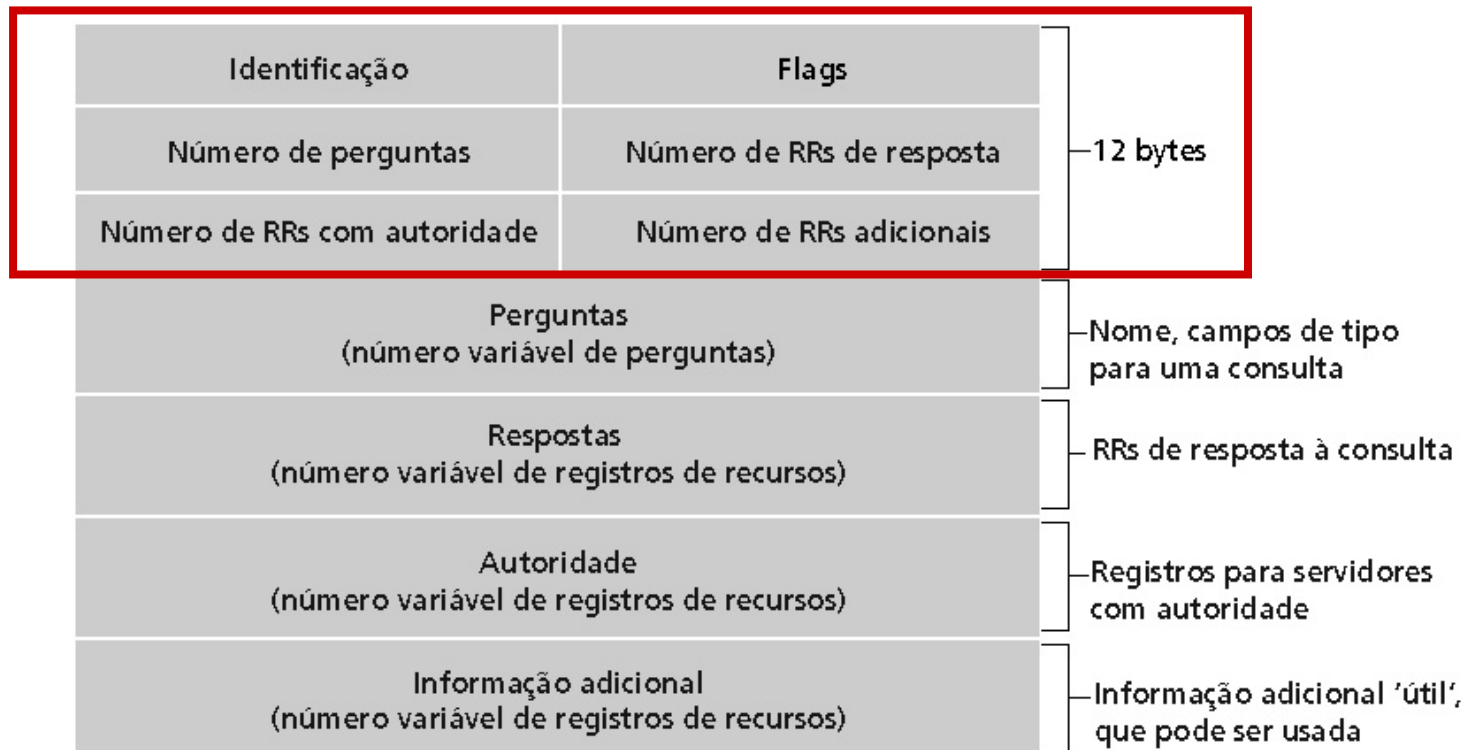 Identificação
Flags
Número de perguntas
Número de RRs de resposta
12 bytes
Número de RRs com autoridade
Número de RRs adicionais
Perguntas
(número variável de perguntas)
Nome, campos de tipo
para uma consulta
Respostas
(número variável de registros de recursos)
RRs de resposta à consulta
Autoridade
(número variável de registros de recursos)
Registros para servidores
com autoridade
Informação adicional
(número variável de registros de recursos)
Informação adicional ‘útil’,
que pode ser usada